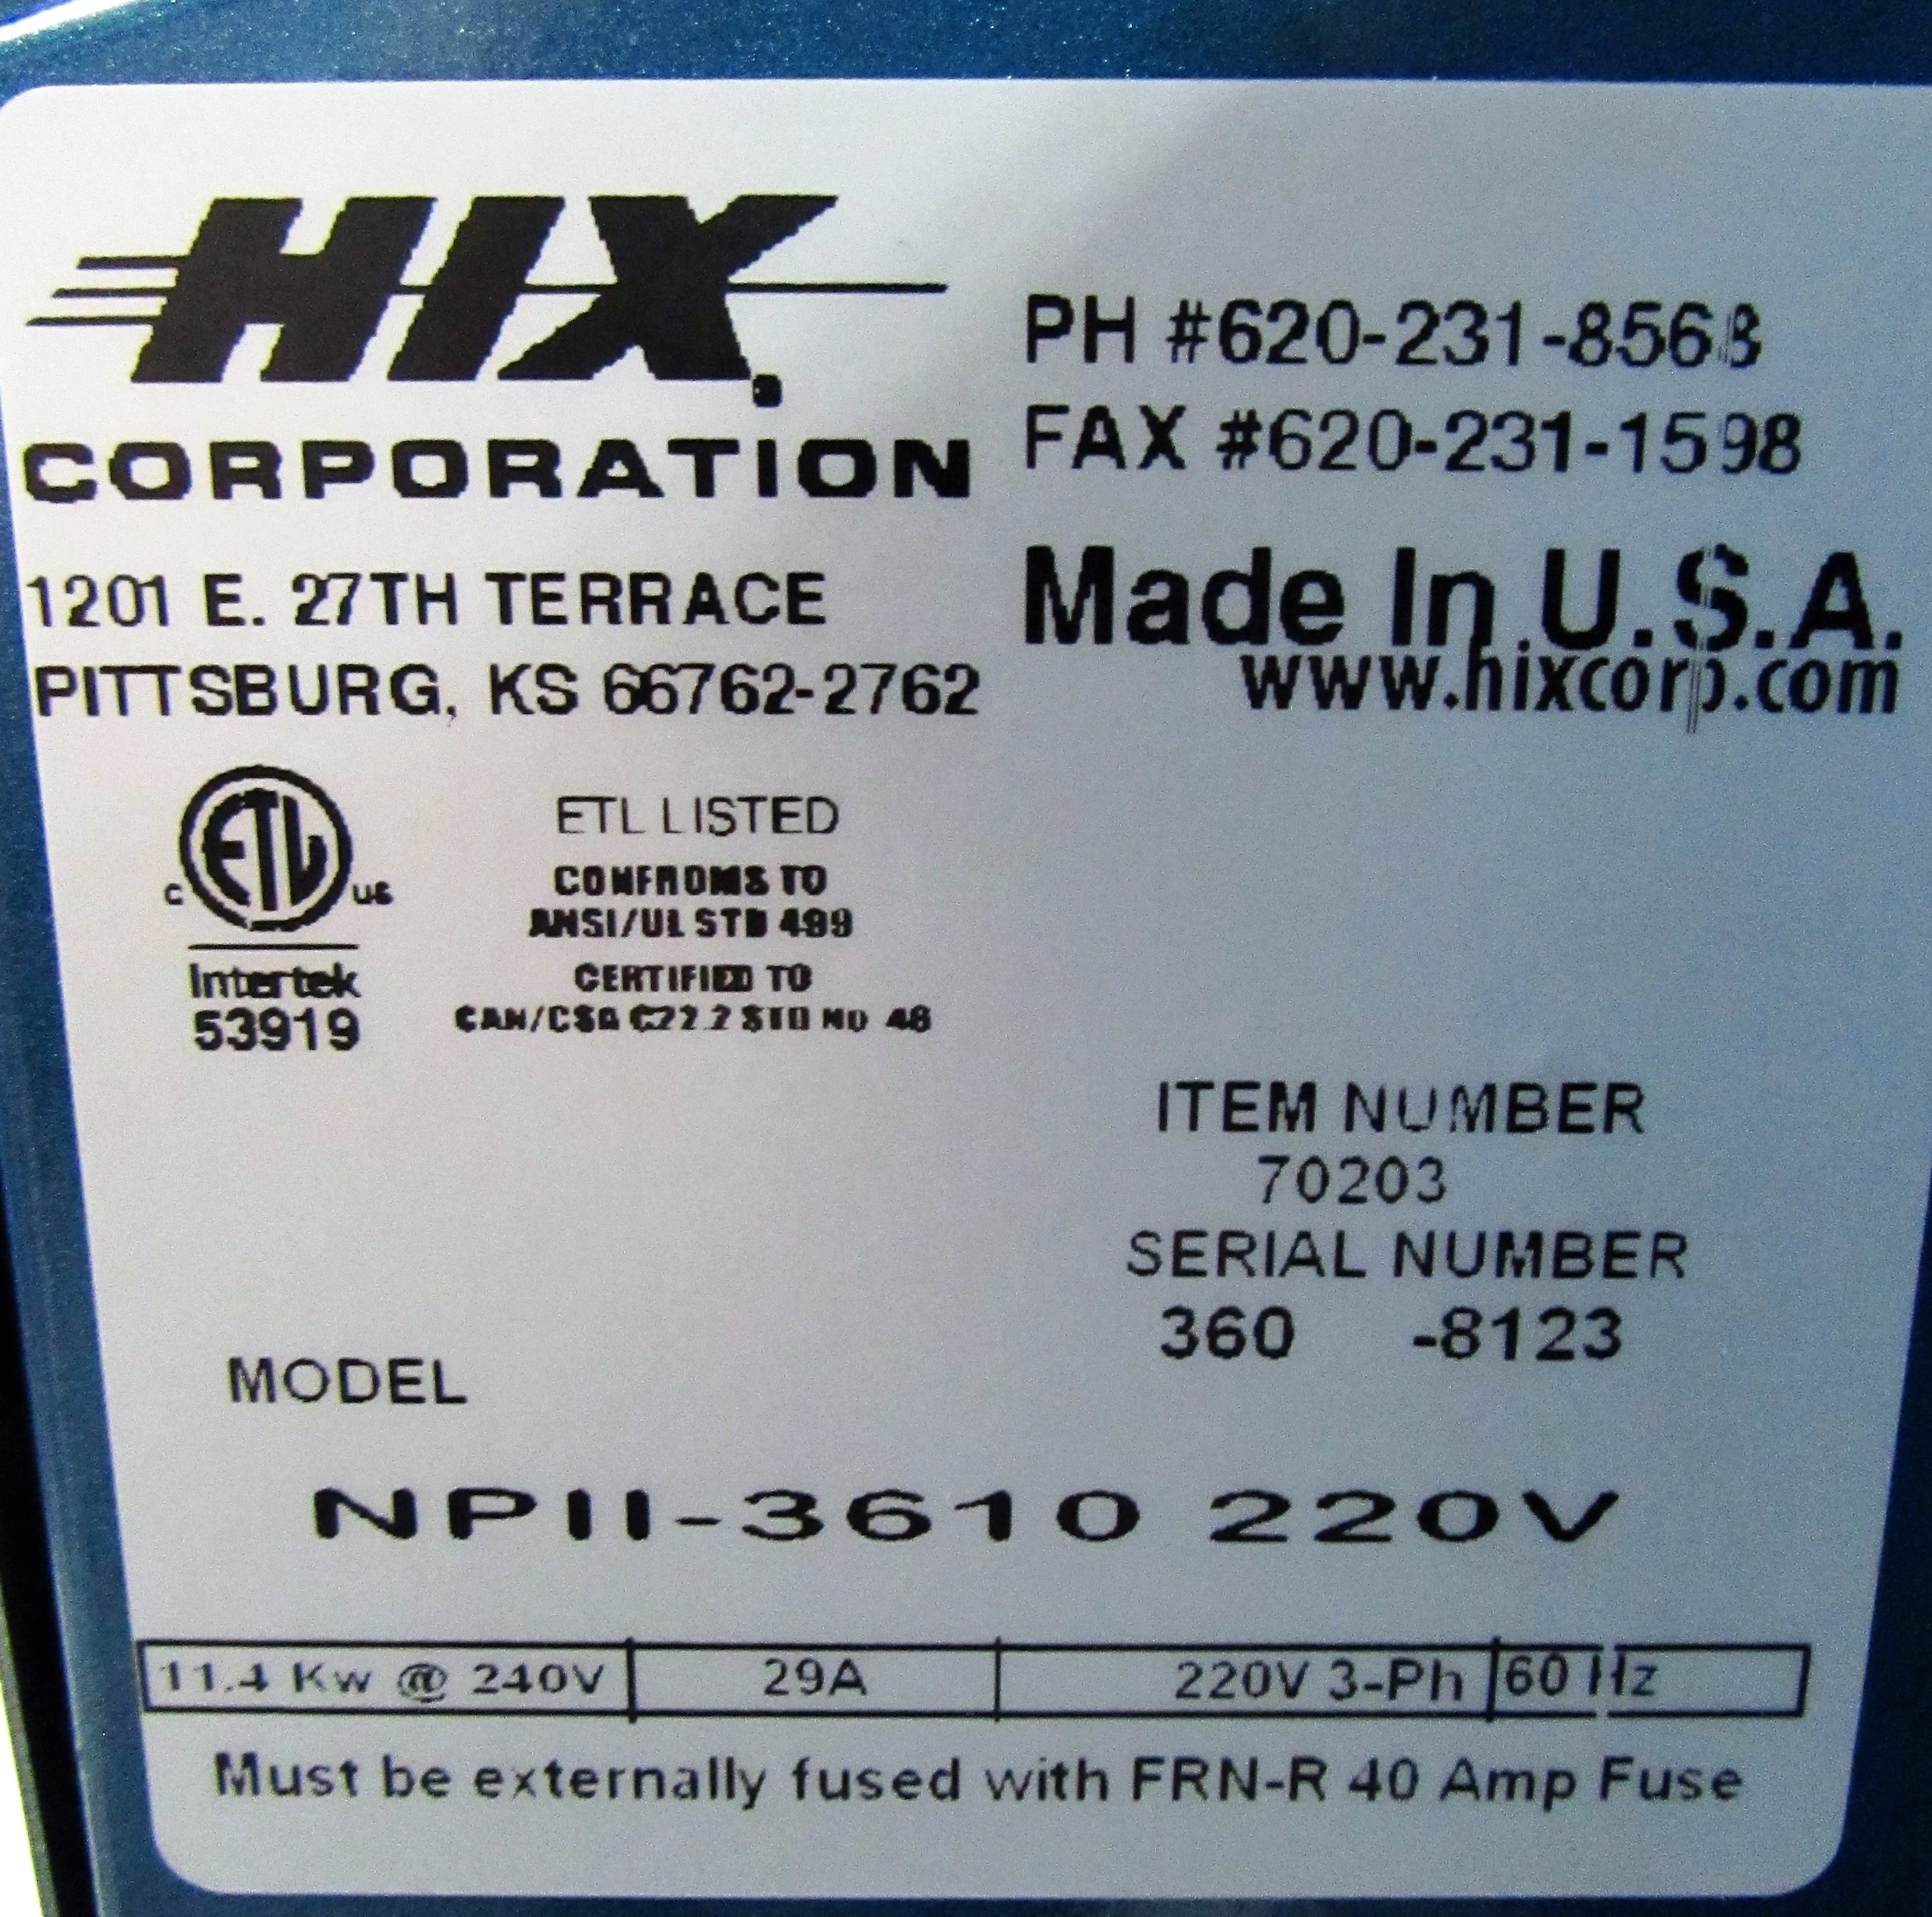 HIX
CORPORATION
1201 E. 27TH TERRACE
PITTSBURG, KS 66762-2762
PH #620-231-8568
FAX #620-231-1598
Made In U.S.A.
www.hixcorp.com
ETL
C US
Intertek
53919
ETL LISTED
CONFROMS TO
ANSI/UL STD 499
CERTIFIED TO
CAN/CSA C22.2 STD NO 46
ITEM NUMBER
70203
SERIAL NUMBER
360 -8123
MODEL
NPII-3610 220V
11.4 Kw @ 240V 29A 220V 3-Ph 60 Hz
Must be externally fused with FRN-R 40 Amp Fuse